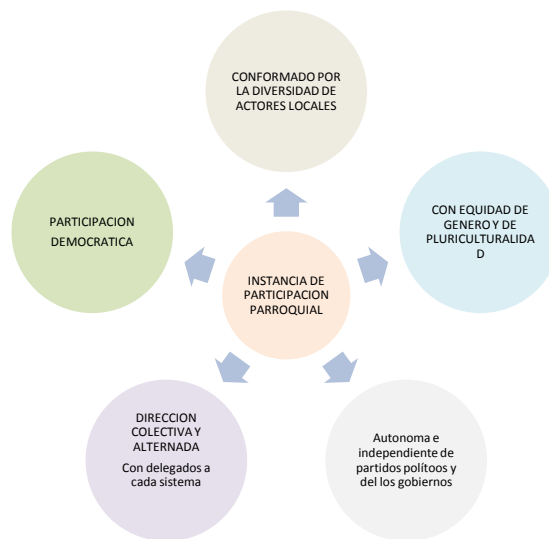 CONFORMADO POR
LA DIVERSIDAD DE
ACTORES LOCALES
PARTICIPACION
DEMOCRATICA
CON EQUIDAD DE
GENERO Y DE
PLURICULTURALIDA
D
INSTANCIA DE
PARTICIPACION
PARROQUIAL
DIRECCION
COLECTIVA Y
ALTERNADA
Con delegados a
cada sistema
Autonoma e
independiente de
partidos polítoos y
del los gobiernos